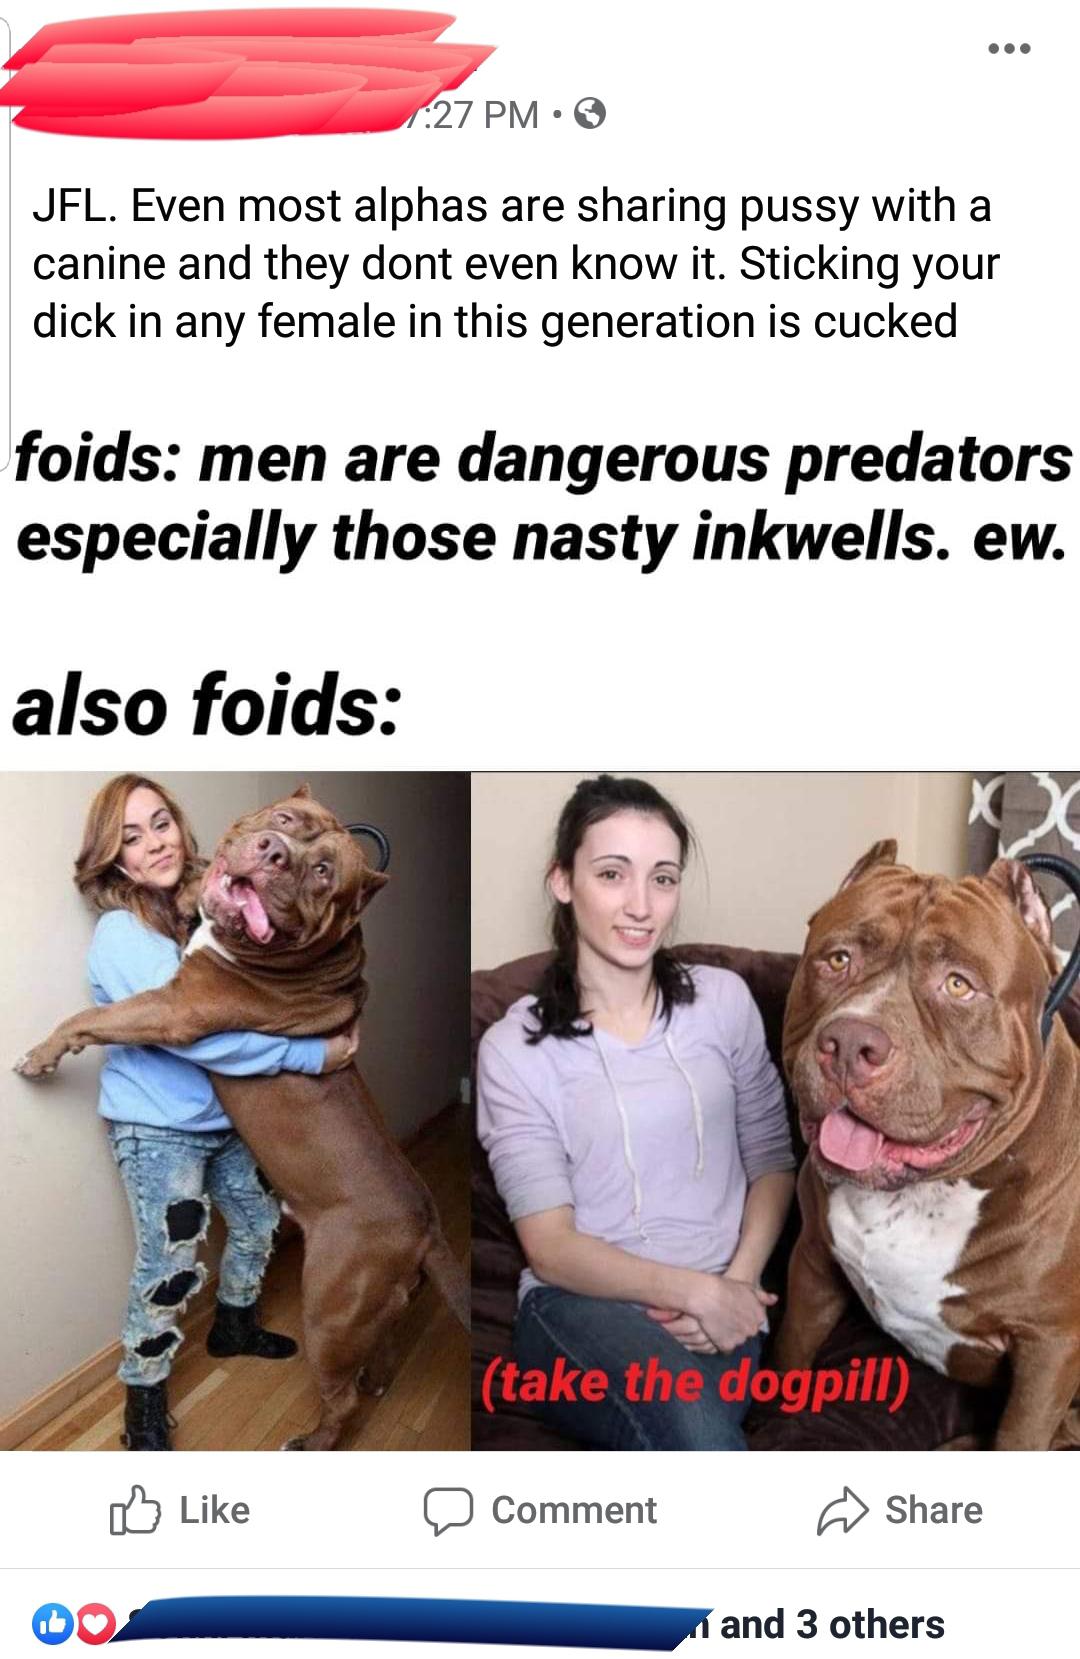 7:27 PM •
JFL. Even most alphas are sharing pussy with a
canine and they dont even know it. Sticking your
dick in any female in this generation is cucked
foids: men are dangerous predators
especially those nasty inkwells. ew.
also foids:
(take the dogpill)
Like Comment Share
and 3 others